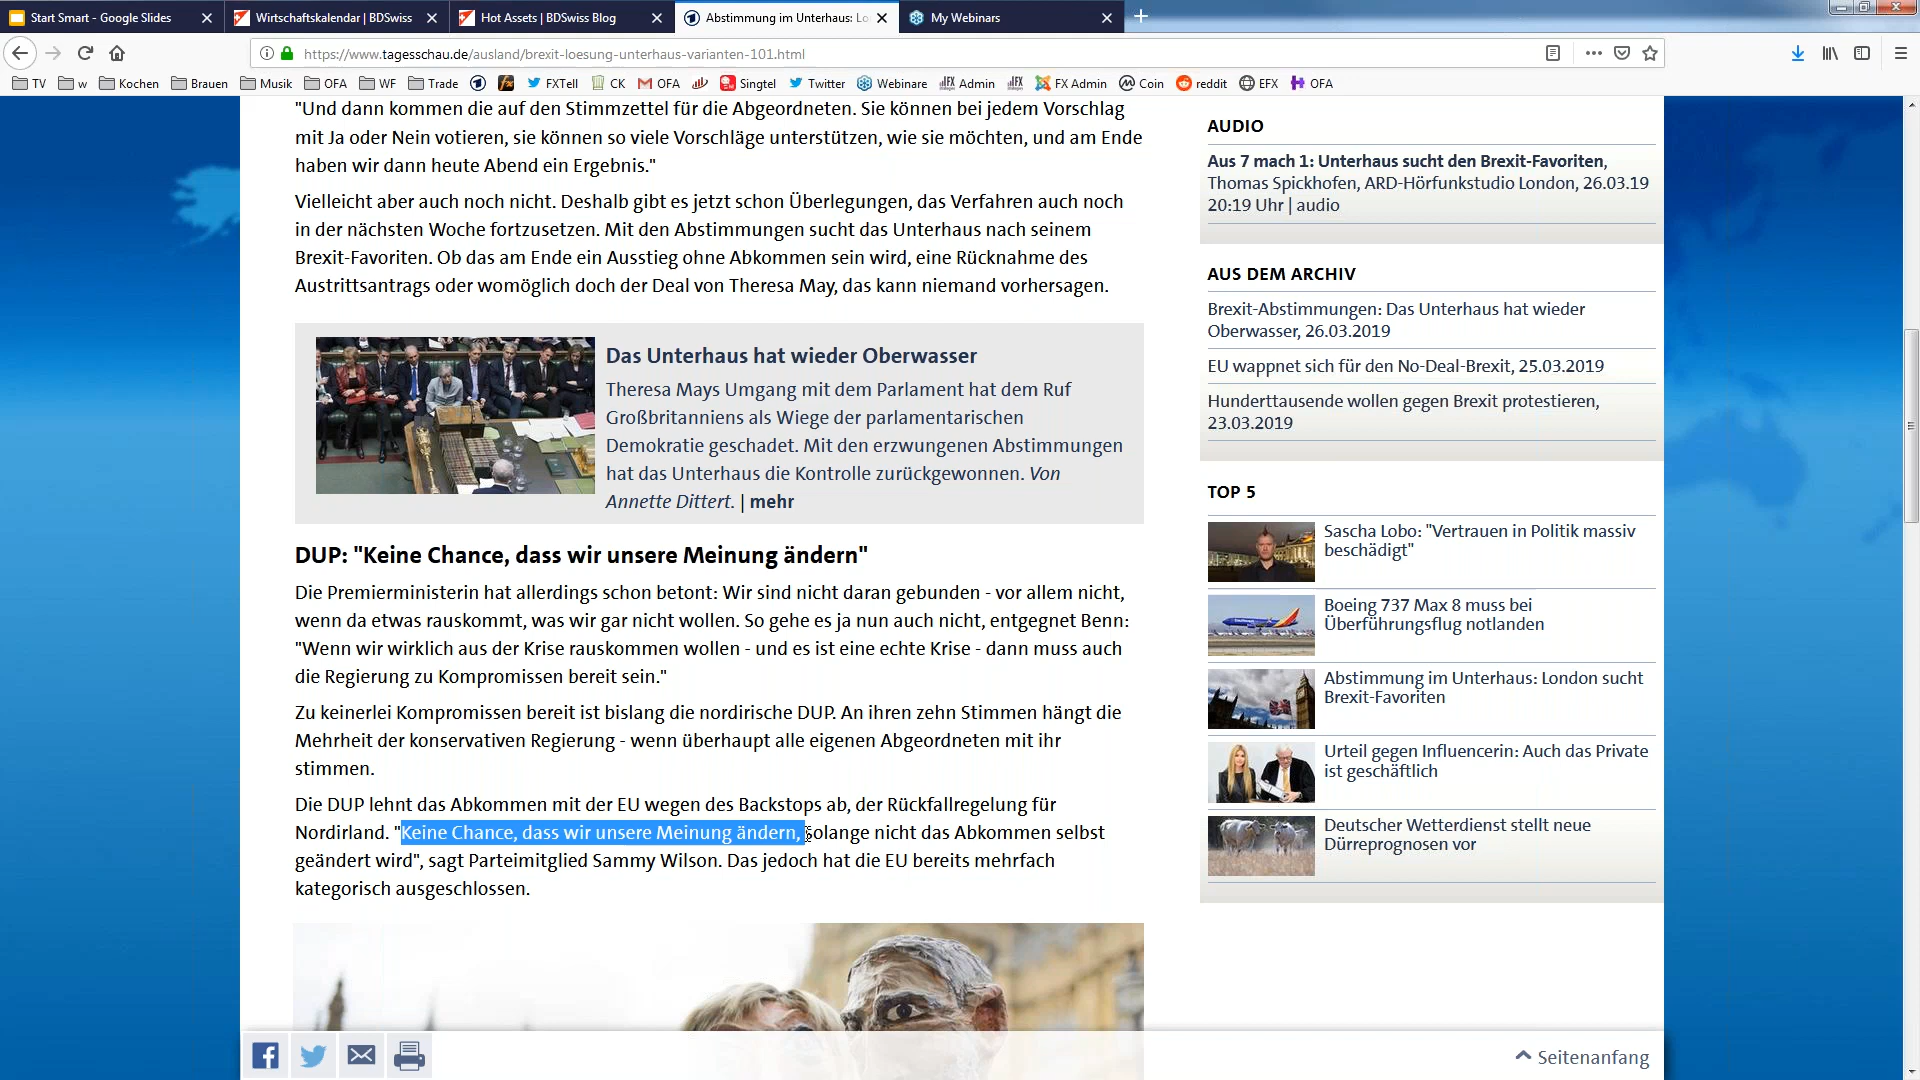 Start Smart - Google Slides
Wirtschaftskalendar | BDSwiss
Hot Assets | BDSwiss Blog
Abstimmung im Unterhaus: Lo
My Webinars
https://www.tagesschau.de/ausland/brexit-loesung-unterhaus-varianten-101.html
TV
w
Kochen
Brauen
Musik
OFA
WF
Trade
FXTell
CK
OFA
Singtel
Twitter
Webinare
Admin
FX Admin
Coin
reddit
EFX
OFA
"Und dann kommen die auf den Stimmzettel für die Abgeordneten. Sie können bei jedem Vorschlag
mit Ja oder Nein votieren, sie können so viele Vorschläge unterstützen, wie sie möchten, und am Ende
haben wir dann heute Abend ein Ergebnis."
Vielleicht aber auch noch nicht. Deshalb gibt es jetzt schon Überlegungen, das Verfahren auch noch
in der nächsten Woche fortzusetzen. Mit den Abstimmungen sucht das Unterhaus nach seinem
Brexit-Favoriten. Ob das am Ende ein Ausstieg ohne Abkommen sein wird, eine Rücknahme des
Austrittsantrags oder womöglich doch der Deal von Theresa May, das kann niemand vorhersagen.
Das Unterhaus hat wieder Oberwasser
Theresa Mays Umgang mit dem Parlament hat dem Ruf
Großbritanniens als Wiege der parlamentarischen
Demokratie geschadet. Mit den erzwungenen Abstimmungen
hat das Unterhaus die Kontrolle zurückgewonnen. Von
Annette Dittert. | mehr
DUP: "Keine Chance, dass wir unsere Meinung ändern"
Die Premierministerin hat allerdings schon betont: Wir sind nicht daran gebunden - vor allem nicht,
wenn da etwas rauskommt, was wir gar nicht wollen. So gehe es ja nun auch nicht, entgegnet Benn:
"Wenn wir wirklich aus der Krise rauskommen wollen - und es ist eine echte Krise - dann muss auch
die Regierung zu Kompromissen bereit sein."
Zu keinerlei Kompromissen bereit ist bislang die nordirische DUP. An ihren zehn Stimmen hängt die
Mehrheit der konservativen Regierung - wenn überhaupt alle eigenen Abgeordneten mit ihr
stimmen.
Die DUP lehnt das Abkommen mit der EU wegen des Backstops ab, der Rückfallregelung für
Nordirland. "Keine Chance, dass wir unsere Meinung ändern, solange nicht das Abkommen selbst
geändert wird", sagt Parteimitglied Sammy Wilson. Das jedoch hat die EU bereits mehrfach
kategorisch ausgeschlossen.
AUDIO
Aus 7 mach 1: Unterhaus sucht den Brexit-Favoriten,
Thomas Spickhofen, ARD-Hörfunkstudio London, 26.03.19
20:19 Uhr | audio
AUS DEM ARCHIV
Brexit-Abstimmungen: Das Unterhaus hat wieder
Oberwasser, 26.03.2019
EU wappnet sich für den No-Deal-Brexit, 25.03.2019
Hunderttausende wollen gegen Brexit protestieren,
23.03.2019
TOP 5
Sascha Lobo: "Vertrauen in Politik massiv
beschädigt"
Boeing 737 Max 8 muss bei
Überführungsflug notlanden
Abstimmung im Unterhaus: London sucht
Brexit-Favoriten
Urteil gegen Influencerin: Auch das Private
ist geschäftlich
Deutscher Wetterdienst stellt neue
Dürreprognosen vor
Seitenanfang